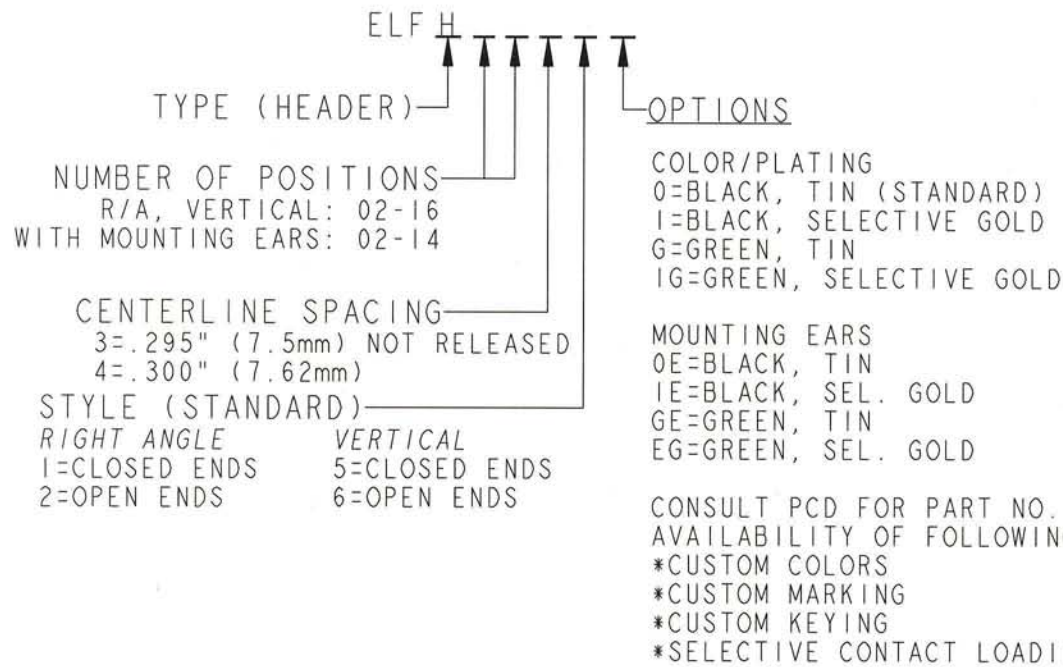 ELFH
TYPE (HEADER)
NUMBER OF POSITIONS
R/A, VERTICAL: 02-16
WITH MOUNTING EARS: 02-14
CENTERLINE SPACING
3=.295" (7.5mm) NOT RELEASED
4=.300" (7.62mm)
STYLE (STANDARD)
RIGHT ANGLE VERTICAL
1=CLOSED ENDS 5=CLOSED ENDS
2=OPEN ENDS 6=OPEN ENDS
OPTIONS
COLOR/PLATING
0=BLACK, TIN (STANDARD)
1=BLACK, SELECTIVE GOLD
G=GREEN, TIN
1G=GREEN, SELECTIVE GOLD
MOUNTING EARS
0E=BLACK, TIN
1E=BLACK, SEL. GOLD
GE=GREEN, TIN
EG=GREEN, SEL. GOLD
CONSULT PCD FOR PART NO.
AVAILABILITY OF FOLLOWIN
*CUSTOM COLORS
*CUSTOM MARKING
*CUSTOM KEYING
*SELECTIVE CONTACT LOADI